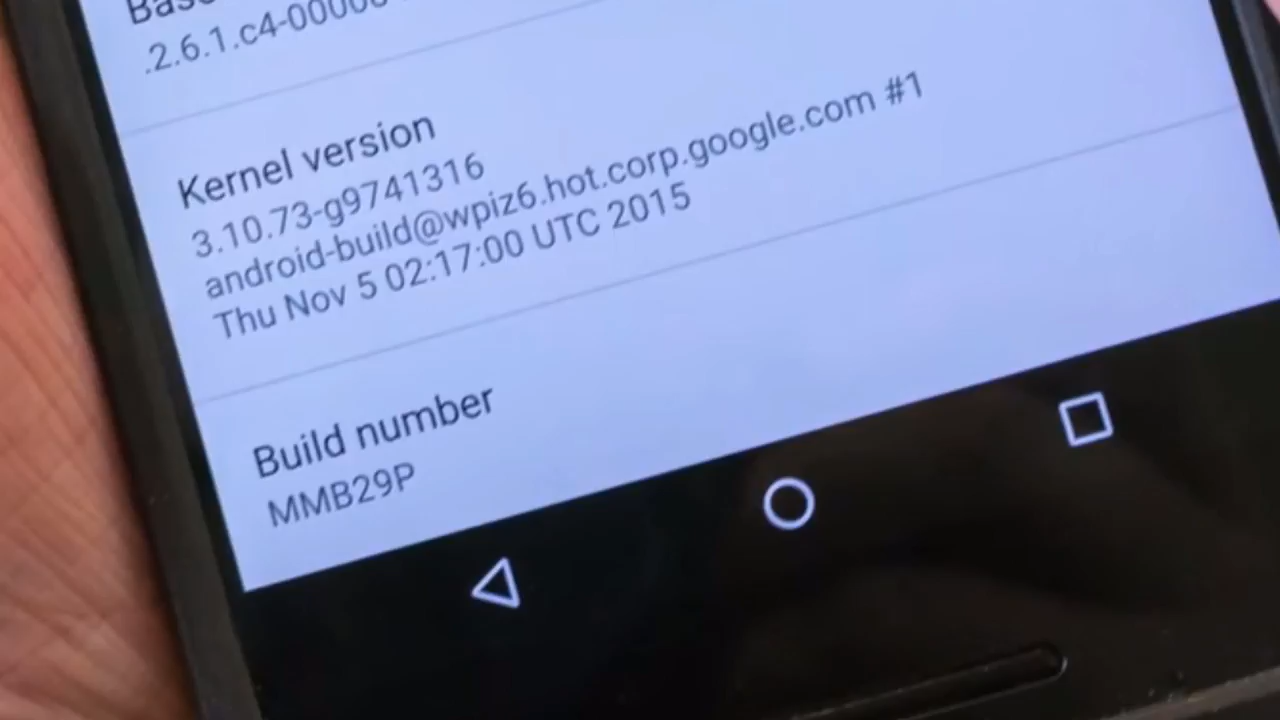 .2.6.1.c4-0000
Kernel version
3.10.73-g9741316
android-build@wpiz6.hot.corp.google.com #1
Thu Nov 5 02:17:00 UTC 2015
Build number
MMB29P